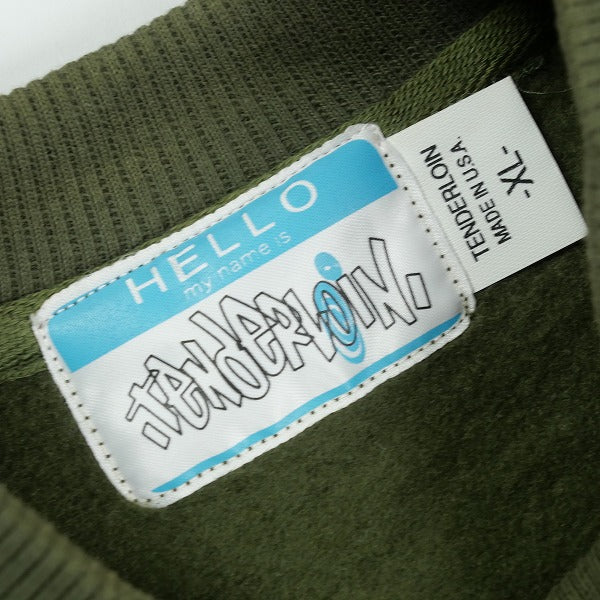 HELLO
my name is
TENDERLOIN.
TENDERLOIN
MADE IN U.S.A.
-XL-